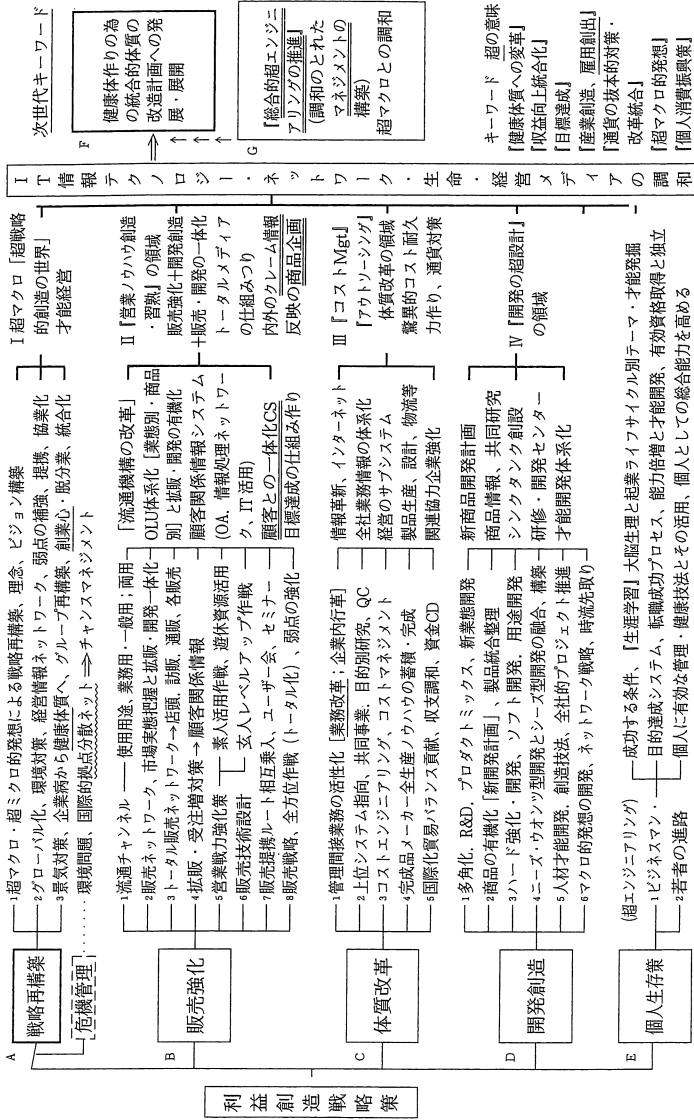 利益創造戦略策
A
戦略再構築
危機管理
1超マクロ・超ミクロ的発想による戦略再構築、理念、ビジョン構築
2グローバル化、環境対策、経営情報ネットワーク、弱点の補強、提携、協業化
3景気対策、企業病から健康体質へ、グループ再構築、創業心・脱分業、統合化
環境問題、国際的拠点分散ネット⟹チャンスマネジメント
Ⅰ超マクロ「超戦略
的創造の世界」
才能経営
B
販売強化
1流通チャンネル――使用用途、業務用・一般用；両用
2販売ネットワーク、市場実態把握と拡販・開発一体化
3トータル販売ネットワーク→店頭、訪販、通販、各販売
4拡販・受注増対策→顧客関係情報
5営業戦力強化策 素人活用作戦、遊休資源活用
玄人レベルアップ作戦
6販売技術設計
7販売提携ルート相互乗入、ユーザー会、セミナー
8販売戦略、全方位作戦（トータル化）、弱点の強化
「流通機構の改革」
OLU体系化［業態別・商品
別］と拡販・開発の有機化
顧客関係情報システム
(OA、情報処理ネットワー
ク、IT活用)
顧客との一体化CS
目標達成の仕組み作り
Ⅱ『営業ノウハウ創造
・習熟』の領域
販売強化＋開発創造
＋販売・開発の一体化
トータルメディア
の仕組みつり
内外のクレーム情報
反映の商品企画
C
体質改革
1管理間接業務の活性化［業務改革；企業内行革］
2上位システム指向、共同事業、目的別研究、QC
3コストエンジニアリング、コストマネジメント
4完成品メーカー全生産ノウハウの蓄積・完成
5国際化貿易バランス貢献、収支調和、資金CD
情報革新、インターネット
全社業務情報の体系化
経営のサブシステム
製品生産、設計、物流等
関連協力企業強化
Ⅲ『コストMgt』
『アウトソーシング』
体質改革の領域
驚異的コスト耐久
力作り、通貨対策
D
開発創造
1多角化．R&D、プロダクトミックス、新業態開発
2商品の有機化「新開発計画」、製品統合整理
3ハード強化・開発、ソフト開発．用途開発
4ニーズ・ウオンツ型開発とシーズ型開発の融合、構築
5人材才能開発．創造技法、全社的プロジェクト推進
6マクロ的発想の開発、ネットワーク戦略、時流先取り
新商品開発計画
商品情報、共同研究
シンクタンク創設
研修・開発センター
才能開発体系化
Ⅳ『開発の超設計』
の領域
E
個人生存策
(超エンジニアリング)
1ビジネスマン・
2若者の進路
成功する条件、『生涯学習』大脳生理と起業ライフサイクル別テーマ・才能発掘
目的達成システム、転職成功プロセス、能力倍増と才能開発、有効資格取得と独立
個人に有効な管理・健康技法とその活用、個人としての総合能力を高める
IT情報テクノロジー・ネットワーク・生命・経営メディアの調和
次世代キーワード
F
健康体作りの為
の統合的体質の
改造計画への発
展・展開
G
『総合的超エンジニ
アリングの推進』
(調和のとれた
マネジメントの
構築)
超マクロとの調和
キーワード 超の意味
『健康体質への変革』
『収益向上統合化』
『目標達成』
『産業創造、雇用創出』
『通貨の抜本的対策・
改革統合』
『超マクロ的発想』
『個人消費振興策』